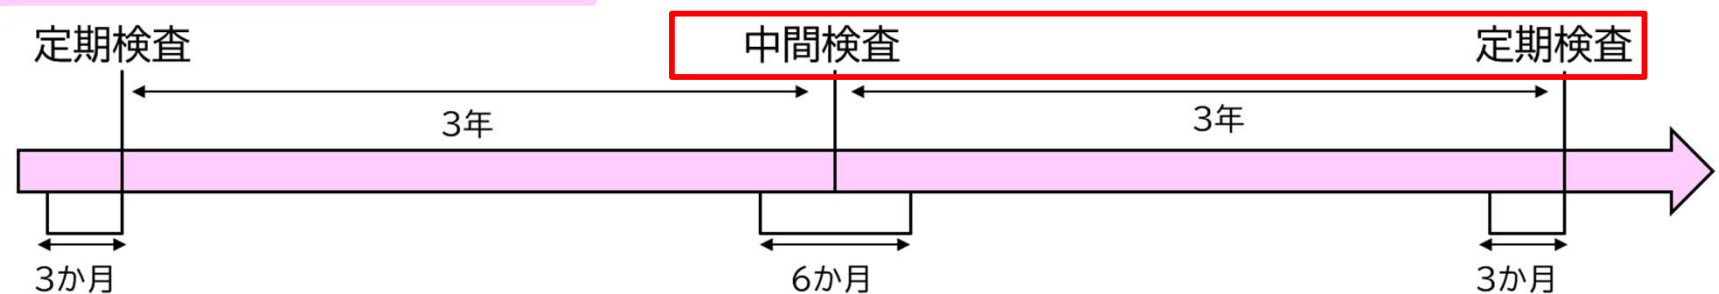 定期検査
中間検査
定期検査
3年
3年
3か月
6か月
3か月